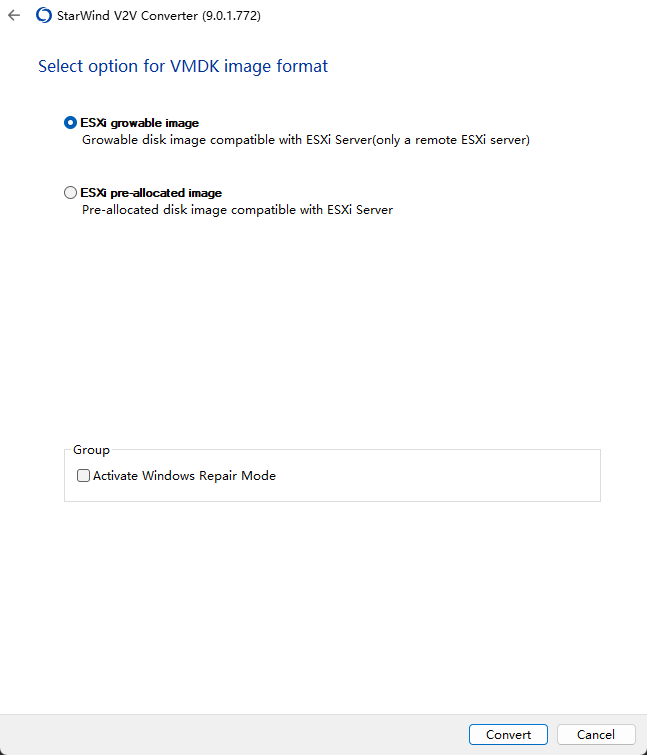 StarWind V2V Converter (9.0.1.772)
Select option for VMDK image format
ESXi growable image
Growable disk image compatible with ESXi Server(only a remote ESXi server)
ESXi pre-allocated image
Pre-allocated disk image compatible with ESXi Server
Group
Activate Windows Repair Mode
Convert
Cancel